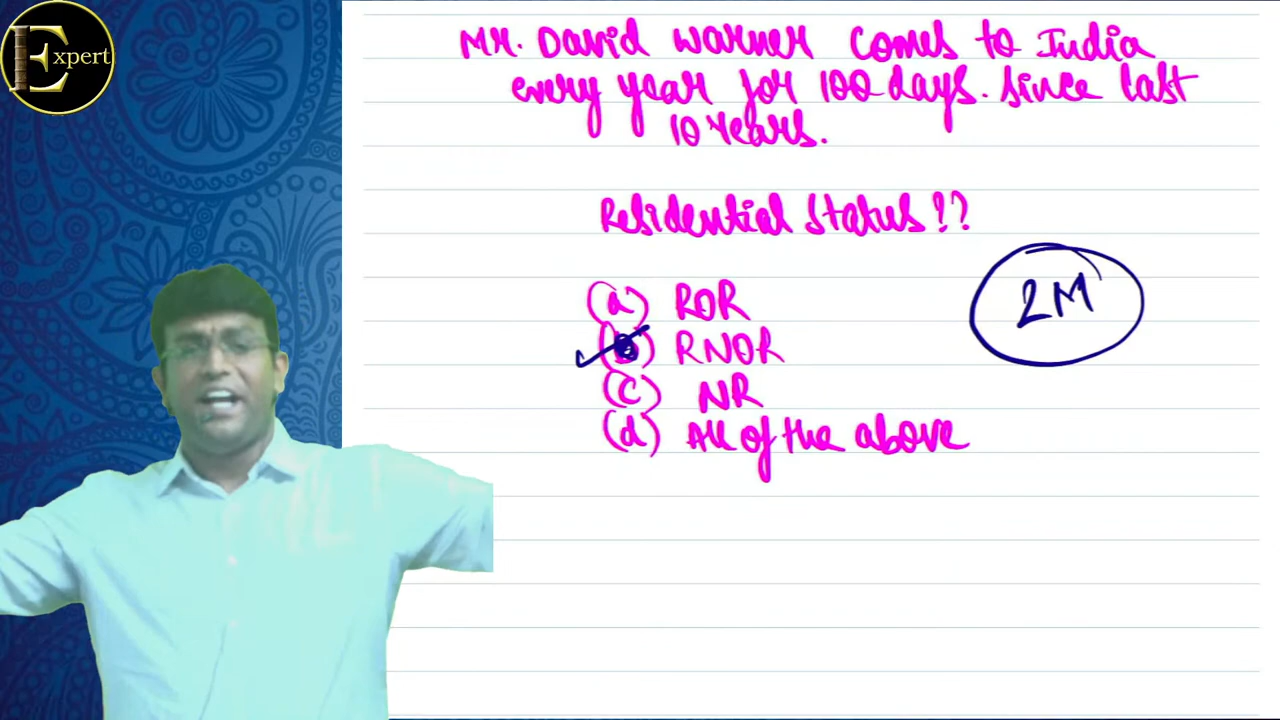 Expert
Mr. David Warner Comes to India
every year for 100 days. Since last
10 Years.
Residential Status!??
(a) ROR
(b) RNOR
(c) NR
(d) All of the above
2M